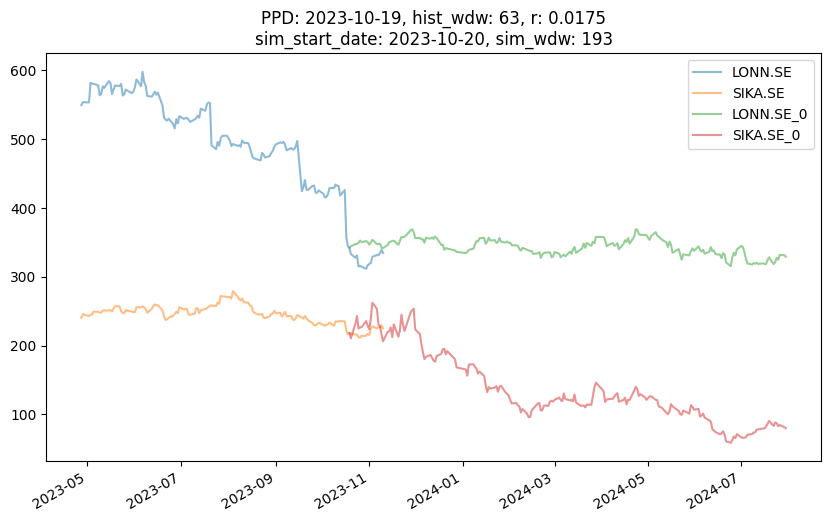 PPD: 2023-10-19, hist_wdw: 63, r: 0.0175
sim_start_date: 2023-10-20, sim_wdw: 193
LONN.SE
SIKA.SE
LONN.SE_0
SIKA.SE_0
600
500
400
300
200
100
2023-05
2023-07
2023-09
2023-11
2024-01
2024-03
2024-05
2024-07